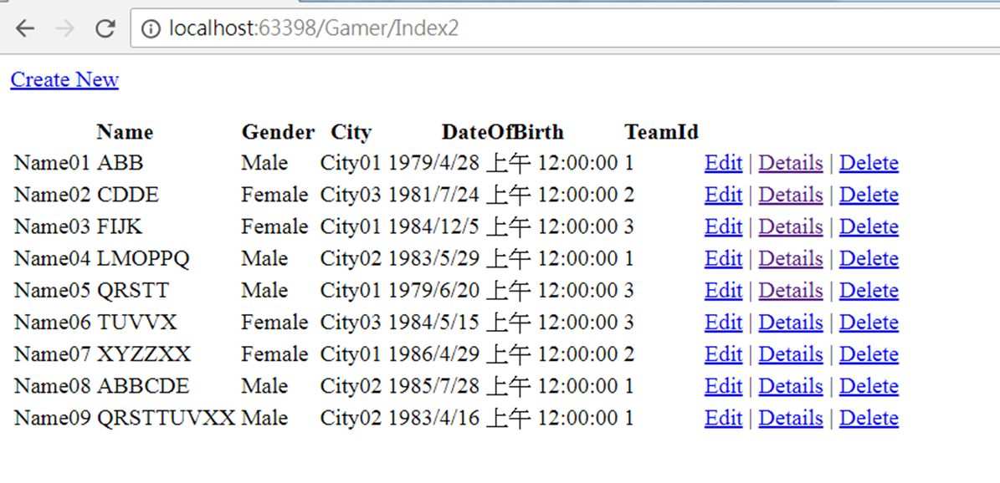 localhost:63398/Gamer/Index2
Create New
Name Gender City DateOfBirth TeamId
Name01 ABB Male City01 1979/4/28 上午 12:00:00 1 Edit | Details | Delete
Name02 CDDE Female City03 1981/7/24 上午 12:00:00 2 Edit | Details | Delete
Name03 FIJK Female City01 1984/12/5 上午 12:00:00 3 Edit | Details | Delete
Name04 LMOPPQ Male City02 1983/5/29 上午 12:00:00 1 Edit | Details | Delete
Name05 QRSTT Male City01 1979/6/20 上午 12:00:00 3 Edit | Details | Delete
Name06 TUVVX Female City03 1984/5/15 上午 12:00:00 3 Edit | Details | Delete
Name07 XYZZXX Female City01 1986/4/29 上午 12:00:00 2 Edit | Details | Delete
Name08 ABBCDE Male City02 1985/7/28 上午 12:00:00 1 Edit | Details | Delete
Name09 QRSTTUVXX Male City02 1983/4/16 上午 12:00:00 1 Edit | Details | Delete